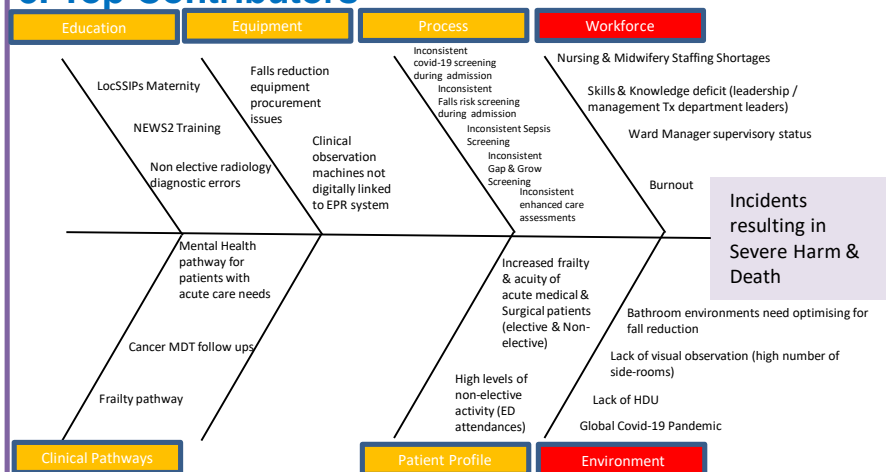 Education
Equipment
Process
Workforce
LocSSIPs Maternity
NEWS2 Training
Non elective radiology
diagnostic errors
Falls reduction
equipment
procurement
issues
Clinical
observation
machines not
digitally linked
to EPR system
Inconsistent
covid-19 screening
during admission
Inconsistent
Falls risk screening
during admission
Inconsistent Sepsis
Screening
Inconsistent
Gap & Grow
Screening
Inconsistent
enhanced care
assessments
Nursing & Midwifery Staffing Shortages
Skills & Knowledge deficit (leadership /
management Tx department leaders)
Ward Manager supervisory status
Burnout
Incidents
resulting in
Severe Harm &
Death
Mental Health
pathway for
patients with
acute care needs
Cancer MDT follow ups
Frailty pathway
Increased frailty
& acuity of
acute medical &
Surgical patients
(elective & Non-
elective)
High levels of
non-elective
activity (ED
attendances)
Bathroom environments need optimising for
fall reduction
Lack of visual observation (high number of
side-rooms)
Lack of HDU
Global Covid-19 Pandemic
Clinical Pathways
Patient Profile
Environment